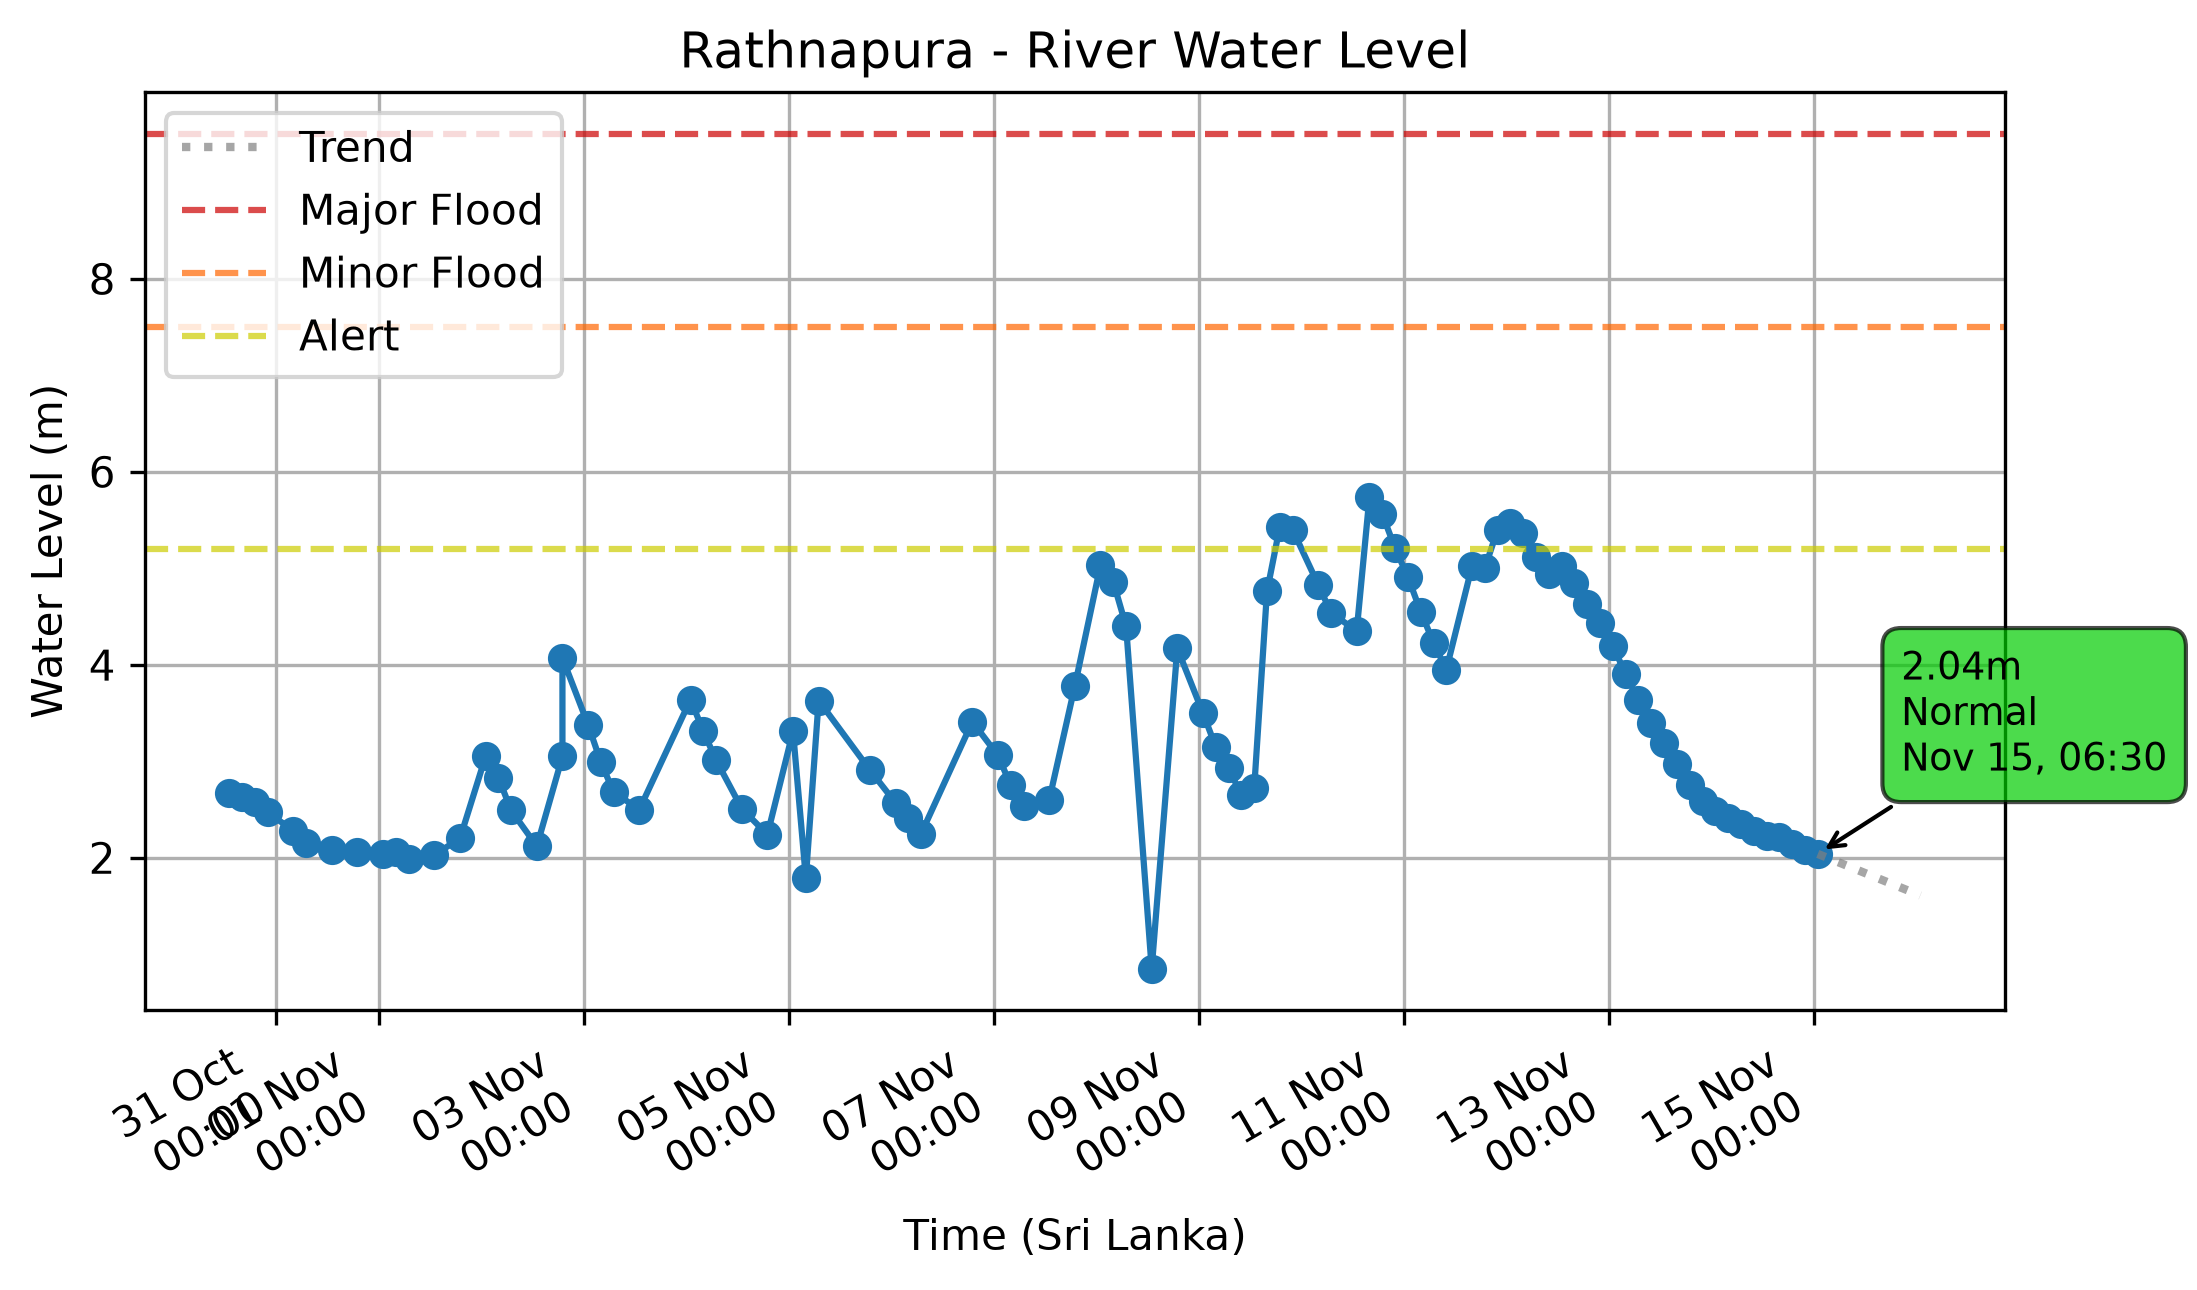 Rathnapura - River Water Level
Trend
Major Flood
Minor Flood
Alert
8
6
4
2
Water Level (m)
2.04m
Normal
Nov 15, 06:30
31 Oct
00:00
01 Nov
00:00
03 Nov
00:00
05 Nov
00:00
07 Nov
00:00
09 Nov
00:00
11 Nov
00:00
13 Nov
00:00
15 Nov
00:00
Time (Sri Lanka)